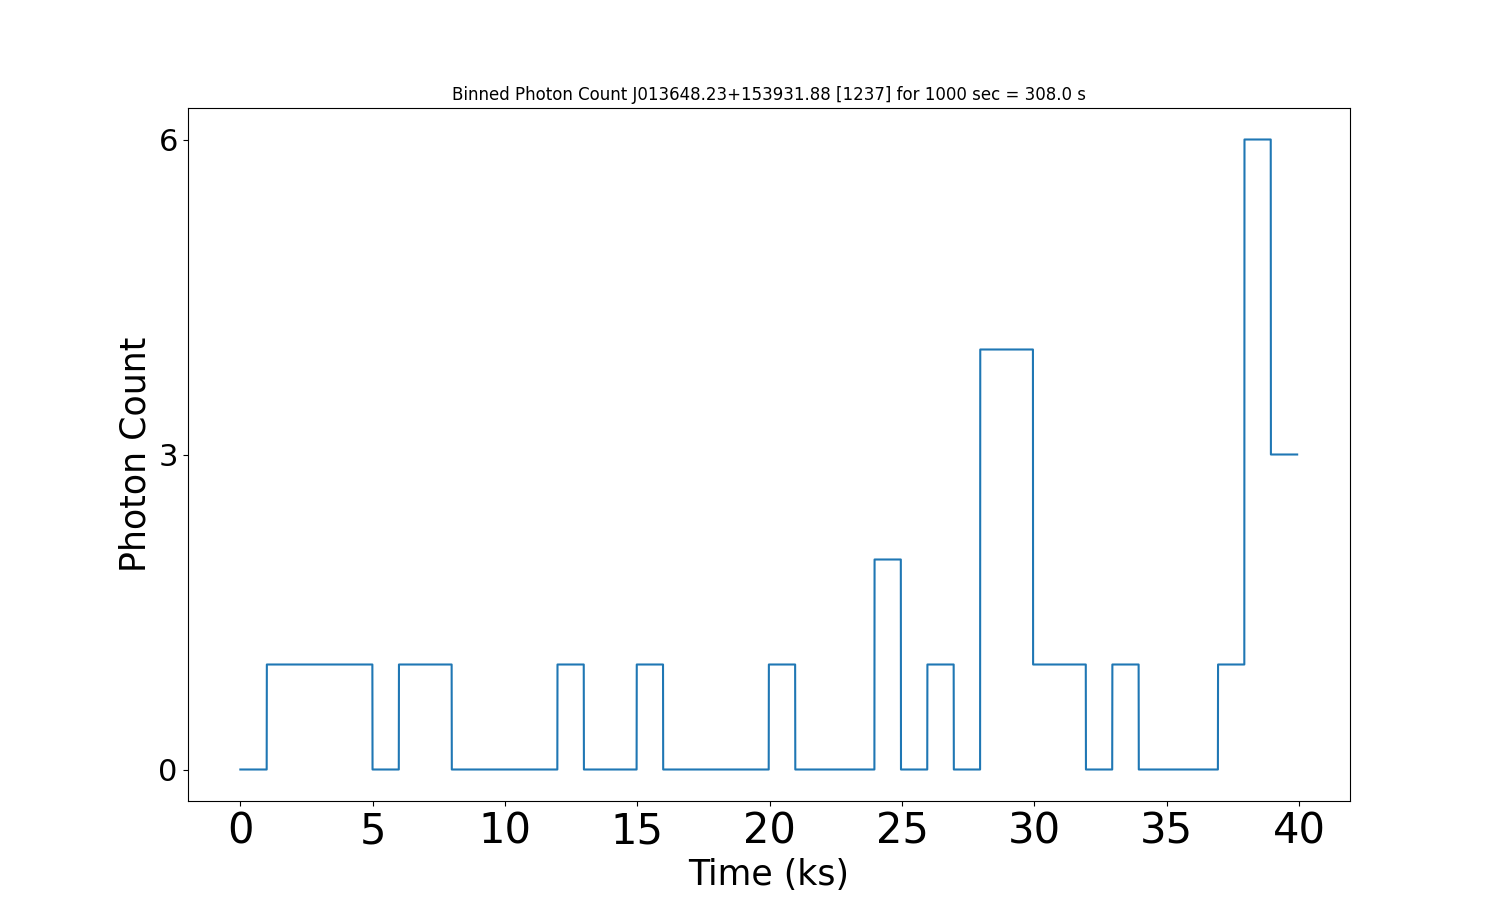 Binned Photon Count J013648.23+153931.88 [1237] for 1000 sec = 308.0 s
6
3
0
Photon Count
0 5 10 15 20 25 30 35 40
Time (ks)